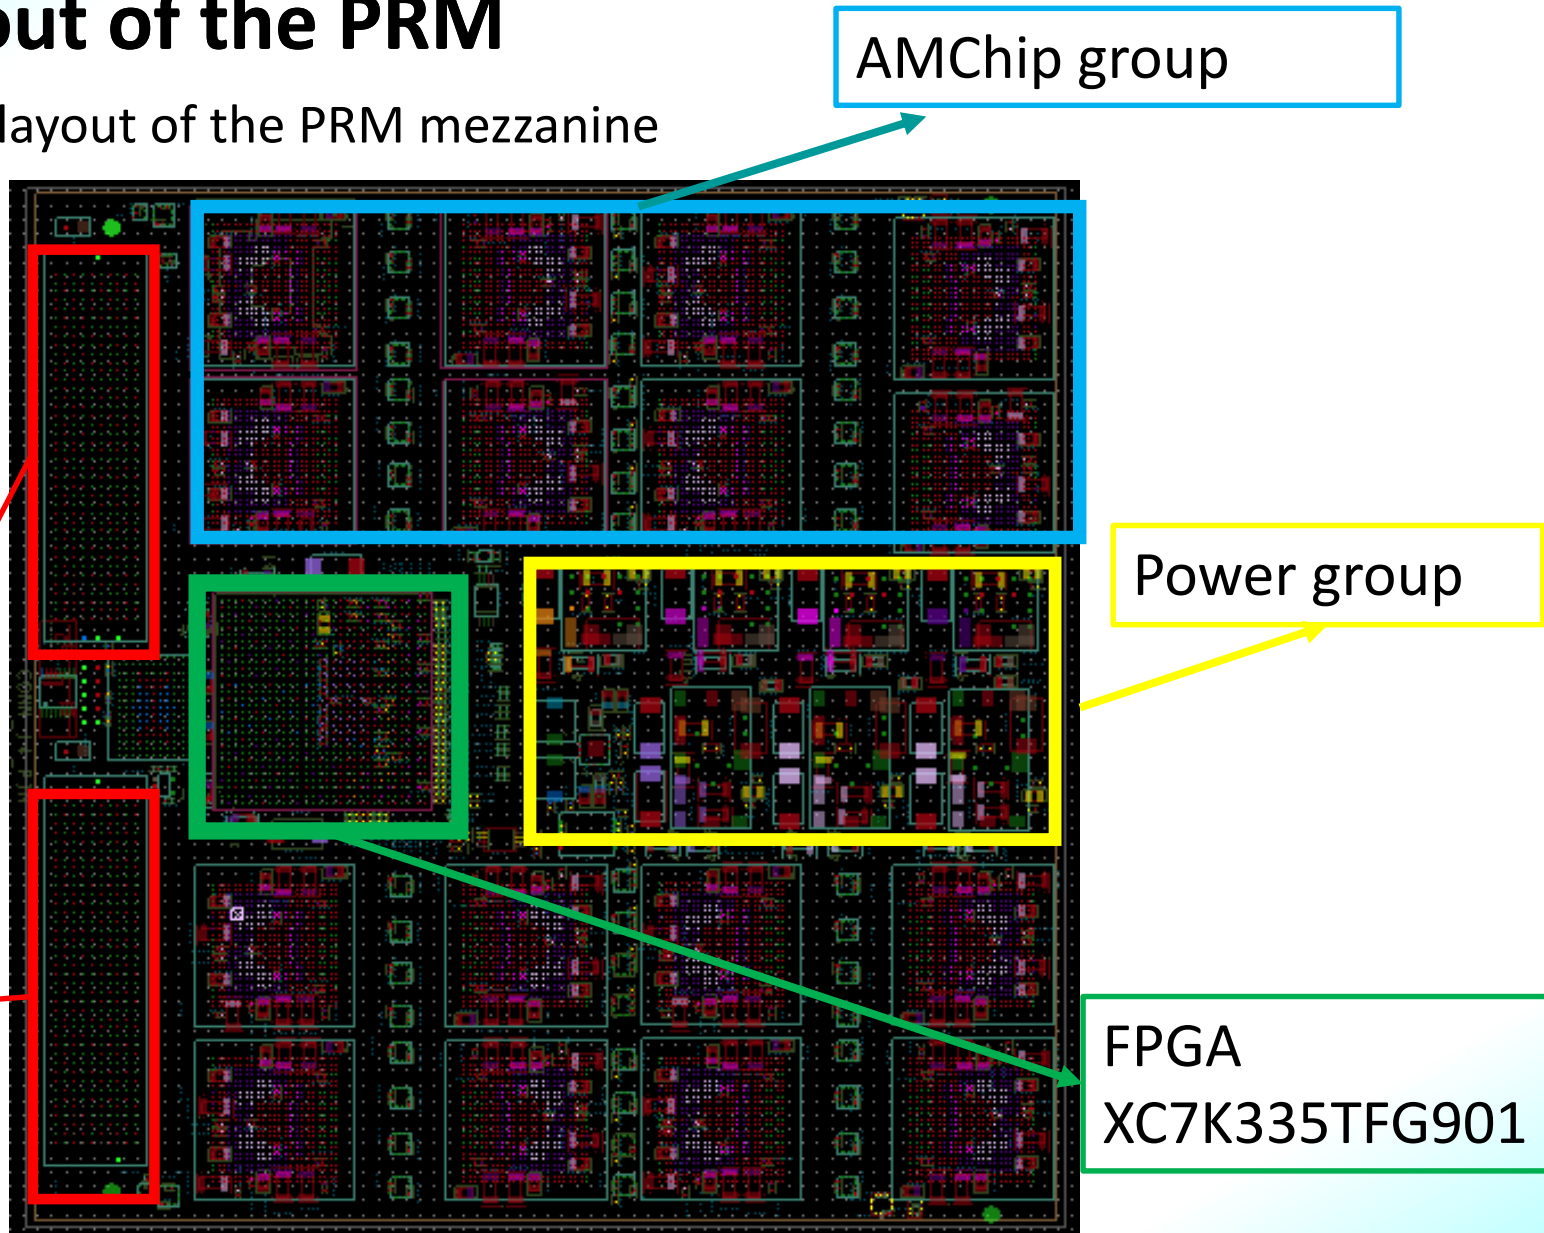 out of the PRM
layout of the PRM mezzanine
AMChip group
Power group
FPGA
XC7K335TFG901